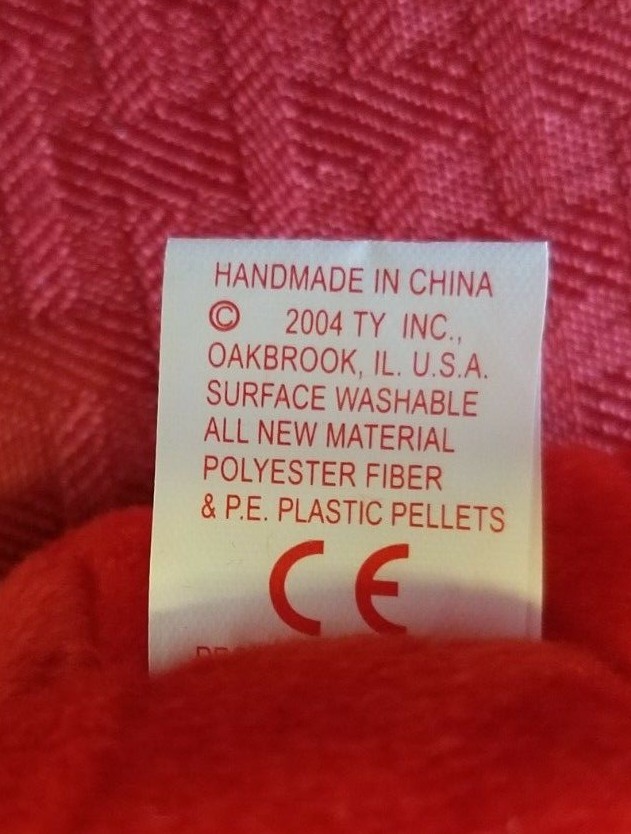 HANDMADE IN CHINA
© 2004 TY INC.,
OAKBROOK, IL. U.S.A.
SURFACE WASHABLE
ALL NEW MATERIAL
POLYESTER FIBER
& P.E. PLASTIC PELLETS
CE